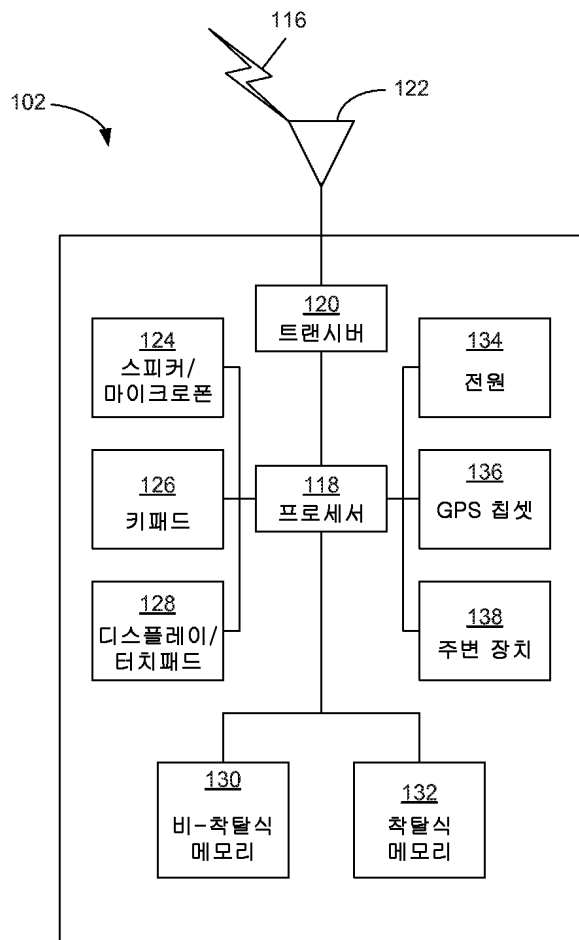 116
122
102
120
트랜시버
124
스피커/
마이크로폰
134
전원
126
키패드
118
프로세서
136
GPS 칩셋
128
디스플레이/
터치패드
138
주변 장치
130
비-착탈식
메모리
132
착탈식
메모리